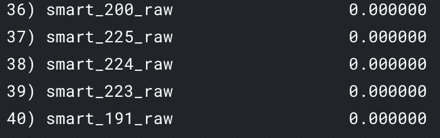 36) smart_200_raw 0.000000
37) smart_225_raw 0.000000
38) smart_224_raw 0.000000
39) smart_223_raw 0.000000
40) smart_191_raw 0.000000